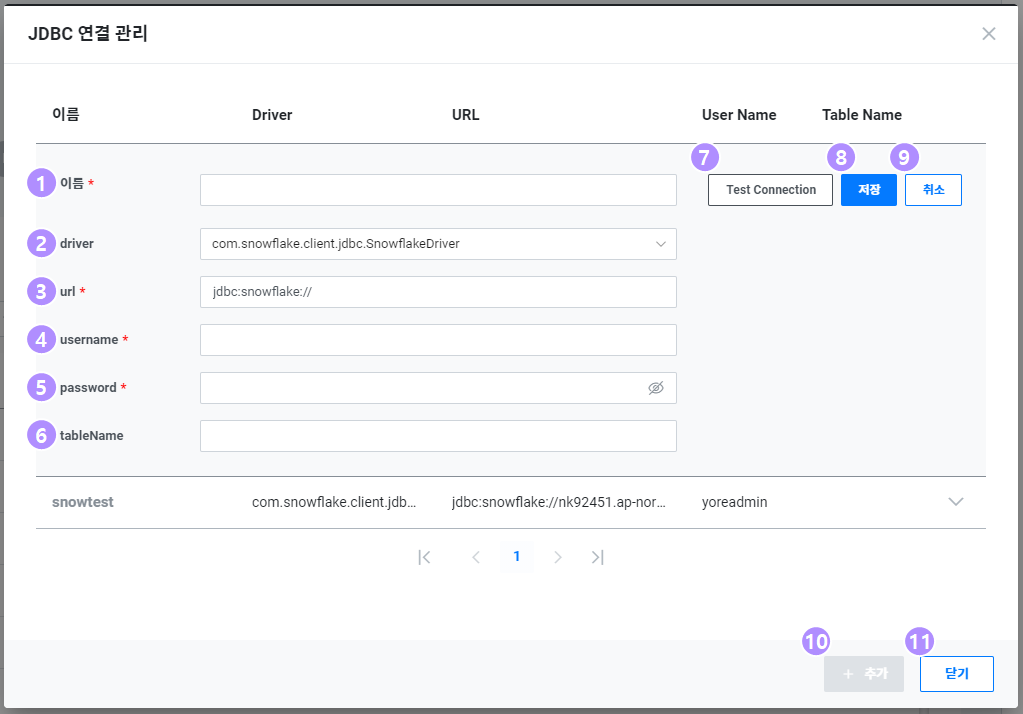 JDBC 연결 관리
이름 Driver URL User Name Table Name
7 8 9
1 이름 * Test Connection 저장 취소
2 driver com.snowflake.client.jdbc.SnowflakeDriver
3 url * jdbc:snowflake://
4 username *
5 password *
6 tableName
snowtest com.snowflake.client.jdb... jdbc:snowflake://nk92451.ap-nor... yoreadmin
1
10 11
+ 추가 닫기